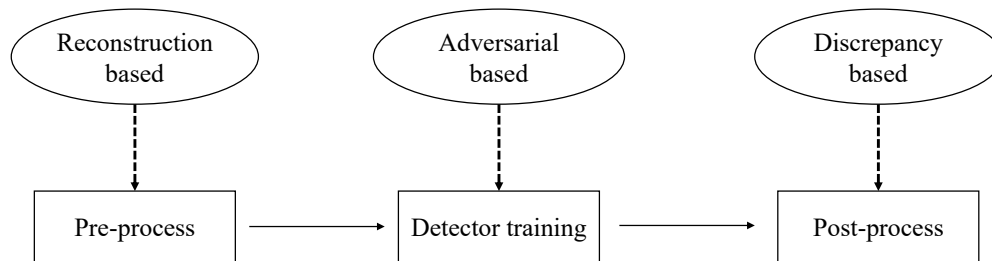 Reconstruction
based
Adversarial
based
Discrepancy
based
Pre-process
Detector training
Post-process